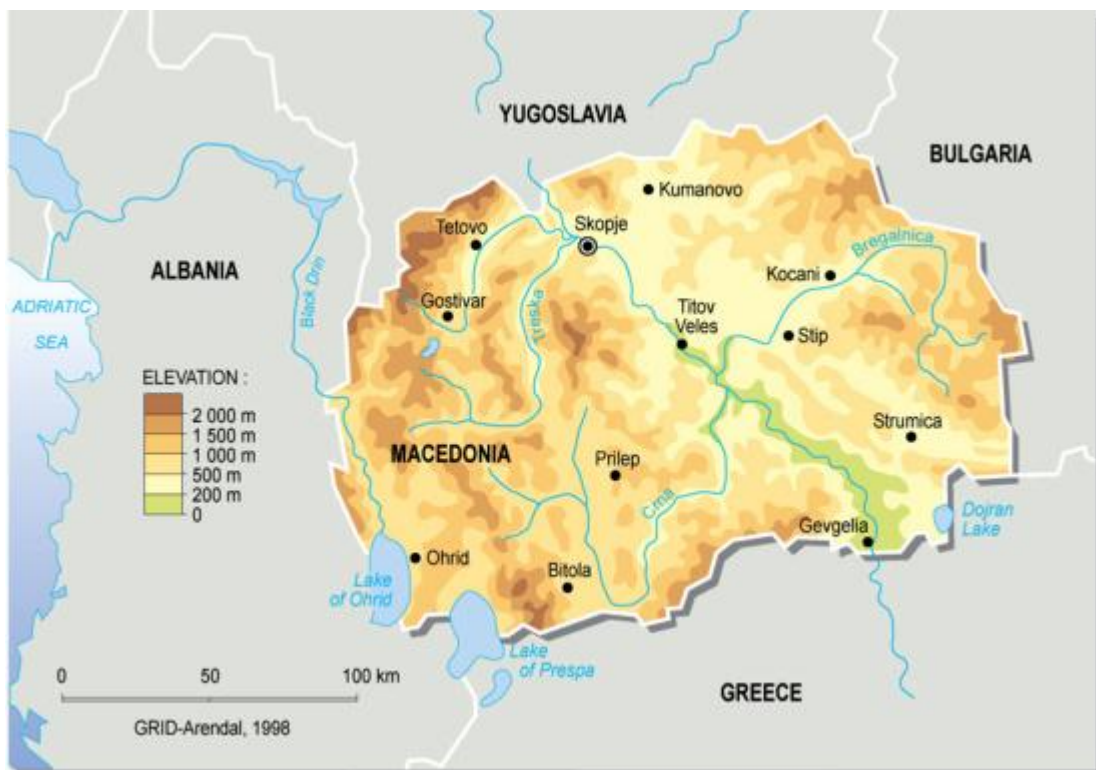 YUGOSLAVIA
BULGARIA
Kumanovo
Tetovo
Skopje
Bregalnica
ALBANIA
Black Drin
Kocani
ADRIATIC
SEA
Gostivar
Treska
Titov
Veles
Stip
ELEVATION :
2 000 m
1 500 m
1 000 m
500 m
200 m
0
Strumica
MACEDONIA
Prilep
Crna
Dojran
Lake
Gevgelia
Ohrid
Lake
of Ohrid
Bitola
Lake
of Prespa
0 50 100 km
GREECE
GRID-Arendal, 1998